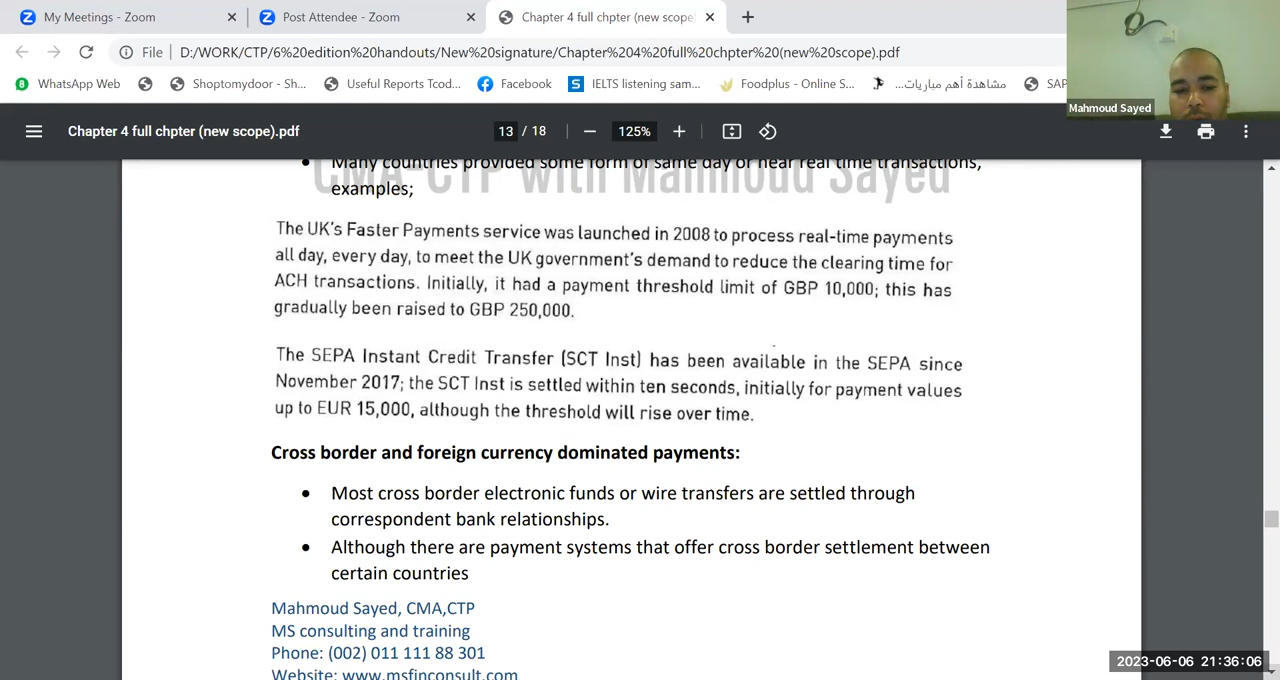 My Meetings - Zoom
Post Attendee - Zoom
Chapter 4 full chpter (new scope)
File
D:/WORK/CTP/6%20edition%20handouts/New%20signature/Chapter%204%20full%20chpter%20(new%20scope).pdf
WhatsApp Web
Shoptomydoor - Sh...
Useful Reports Tcod...
Facebook
IELTS listening sam...
Foodplus - Online S...
مشاهدة أهم مباريات...
SAP
Mahmoud Sayed
Chapter 4 full chpter (new scope).pdf
13 / 18
125%
CMA-CTP with Mahmoud Sayed
• Many countries provided some form of same day or near real time transactions,
examples;
The UK's Faster Payments service was launched in 2008 to process real-time payments
all day, every day, to meet the UK government's demand to reduce the clearing time for
ACH transactions. Initially, it had a payment threshold limit of GBP 10,000; this has
gradually been raised to GBP 250,000.
The SEPA Instant Credit Transfer (SCT Inst) has been available in the SEPA since
November 2017; the SCT Inst is settled within ten seconds, initially for payment values
up to EUR 15,000, although the threshold will rise over time.
Cross border and foreign currency dominated payments:
• Most cross border electronic funds or wire transfers are settled through
correspondent bank relationships.
• Although there are payment systems that offer cross border settlement between
certain countries
Mahmoud Sayed, CMA,CTP
MS consulting and training
Phone: (002) 011 111 88 301
Website: www.msfinconsult.com
2023-06-06 21:36:06